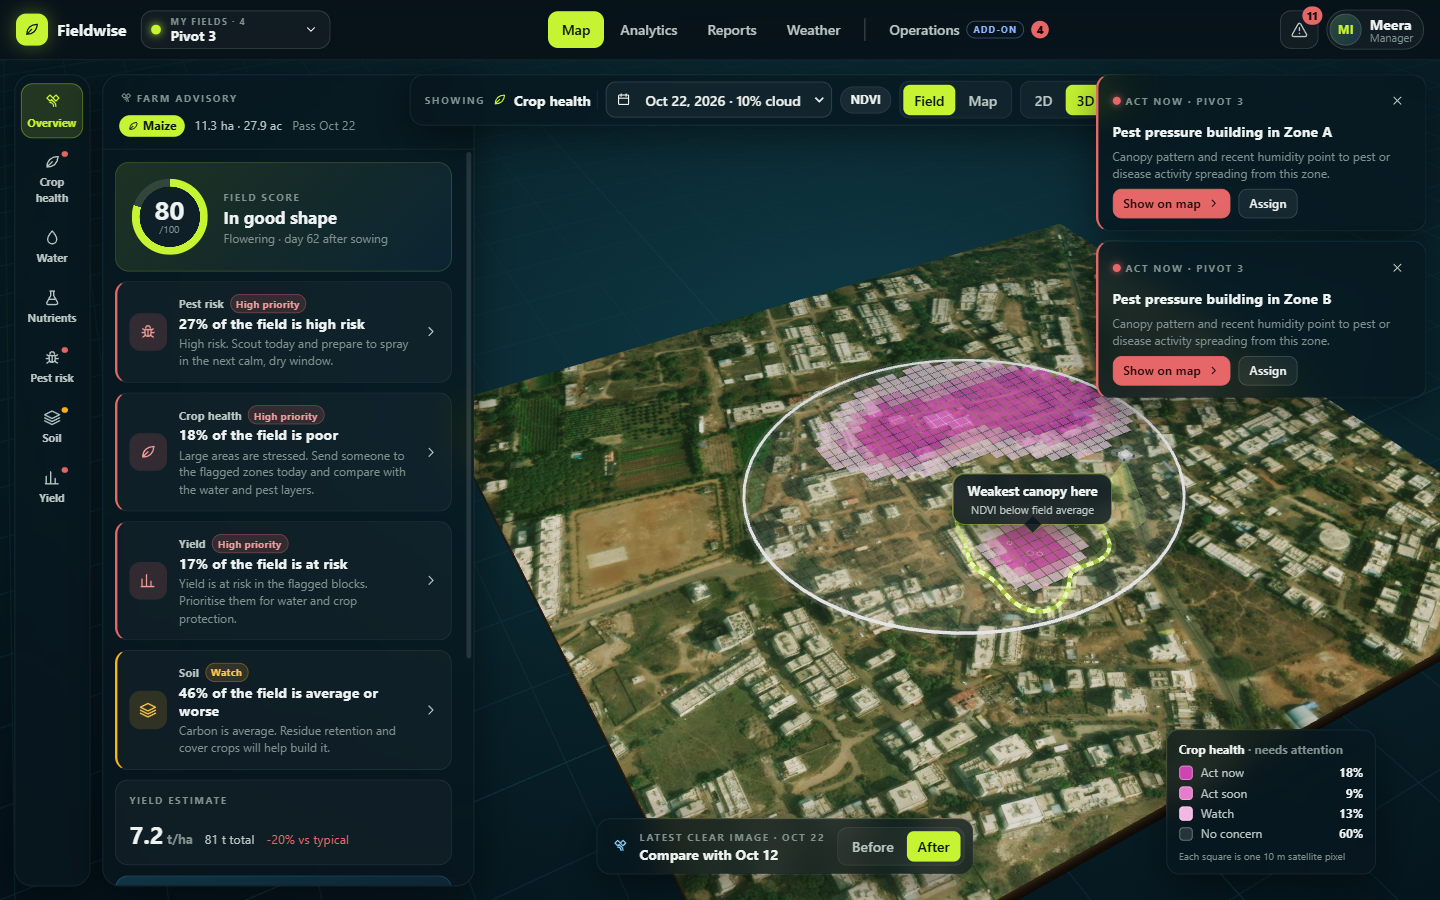 Fieldwise
MY FIELDS · 4
Pivot 3
Map
Analytics
Reports
Weather
Operations
ADD-ON
4
11
MI
Meera
Manager
Overview
Crop
health
Water
Nutrients
Pest risk
Soil
Yield
FARM ADVISORY
Maize
11.3 ha · 27.9 ac
Pass Oct 22
80
/100
FIELD SCORE
In good shape
Flowering · day 62 after sowing
Pest risk
High priority
27% of the field is high risk
High risk. Scout today and prepare to spray
in the next calm, dry window.
Crop health
High priority
18% of the field is poor
Large areas are stressed. Send someone to
the flagged zones today and compare with
the water and pest layers.
Yield
High priority
17% of the field is at risk
Yield is at risk in the flagged blocks.
Prioritise them for water and crop
protection.
Soil
Watch
46% of the field is average or
worse
Carbon is average. Residue retention and
cover crops will help build it.
YIELD ESTIMATE
7.2 t/ha
81 t total
-20% vs typical
SHOWING
Crop health
Oct 22, 2026 · 10% cloud
NDVI
Field
Map
2D
3D
ACT NOW · PIVOT 3
Pest pressure building in Zone A
Canopy pattern and recent humidity point to pest or
disease activity spreading from this zone.
Show on map
Assign
ACT NOW · PIVOT 3
Pest pressure building in Zone B
Canopy pattern and recent humidity point to pest or
disease activity spreading from this zone.
Show on map
Assign
Weakest canopy here
NDVI below field average
LATEST CLEAR IMAGE · OCT 22
Compare with Oct 12
Before
After
Crop health · needs attention
Act now 18%
Act soon 9%
Watch 13%
No concern 60%
Each square is one 10 m satellite pixel